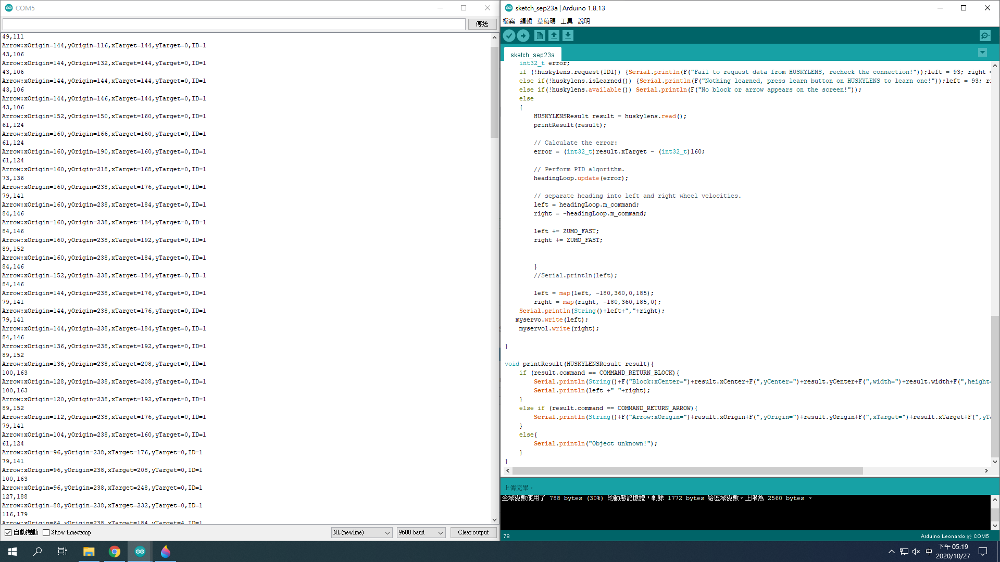 COM5
傳送
49,111
Arrow:xOrigin=144,yOrigin=116,xTarget=144,yTarget=0,ID=1
43,106
Arrow:xOrigin=144,yOrigin=132,xTarget=144,yTarget=0,ID=1
43,106
Arrow:xOrigin=144,yOrigin=144,xTarget=144,yTarget=0,ID=1
43,106
Arrow:xOrigin=144,yOrigin=146,xTarget=144,yTarget=0,ID=1
43,106
Arrow:xOrigin=152,yOrigin=150,xTarget=160,yTarget=0,ID=1
61,124
Arrow:xOrigin=160,yOrigin=166,xTarget=160,yTarget=0,ID=1
61,124
Arrow:xOrigin=160,yOrigin=190,xTarget=160,yTarget=0,ID=1
61,124
Arrow:xOrigin=160,yOrigin=218,xTarget=168,yTarget=0,ID=1
73,136
Arrow:xOrigin=160,yOrigin=238,xTarget=176,yTarget=0,ID=1
79,141
Arrow:xOrigin=160,yOrigin=238,xTarget=184,yTarget=0,ID=1
84,146
Arrow:xOrigin=160,yOrigin=238,xTarget=184,yTarget=0,ID=1
84,146
Arrow:xOrigin=160,yOrigin=238,xTarget=192,yTarget=0,ID=1
89,152
Arrow:xOrigin=160,yOrigin=238,xTarget=184,yTarget=0,ID=1
84,146
Arrow:xOrigin=152,yOrigin=238,xTarget=184,yTarget=0,ID=1
84,146
Arrow:xOrigin=144,yOrigin=238,xTarget=176,yTarget=0,ID=1
79,141
Arrow:xOrigin=144,yOrigin=238,xTarget=176,yTarget=0,ID=1
79,141
Arrow:xOrigin=144,yOrigin=238,xTarget=184,yTarget=0,ID=1
84,146
Arrow:xOrigin=136,yOrigin=238,xTarget=192,yTarget=0,ID=1
89,152
Arrow:xOrigin=136,yOrigin=238,xTarget=208,yTarget=0,ID=1
100,163
Arrow:xOrigin=128,yOrigin=238,xTarget=208,yTarget=0,ID=1
100,163
Arrow:xOrigin=120,yOrigin=238,xTarget=192,yTarget=0,ID=1
89,152
Arrow:xOrigin=112,yOrigin=238,xTarget=176,yTarget=0,ID=1
79,141
Arrow:xOrigin=104,yOrigin=238,xTarget=160,yTarget=0,ID=1
61,124
Arrow:xOrigin=96,yOrigin=238,xTarget=176,yTarget=0,ID=1
79,141
Arrow:xOrigin=96,yOrigin=238,xTarget=208,yTarget=0,ID=1
100,163
Arrow:xOrigin=96,yOrigin=238,xTarget=248,yTarget=0,ID=1
127,188
Arrow:xOrigin=88,yOrigin=238,xTarget=232,yTarget=0,ID=1
116,179
Arrow:xOrigin=64,yOrigin=238,xTarget=184,yTarget=4,ID=1
自動捲動 Show timestamp NL(newline) 9600 baud Clear output
sketch_sep23a | Arduino 1.8.13
檔案 編輯 草稿碼 工具 說明
sketch_sep23a
int32_t error;
if (!huskylens.request(ID1)) {Serial.println(F("Fail to request data from HUSKYLENS, recheck the connection!"));left = 93; right =
else if(!huskylens.isLearned()) {Serial.println(F("Nothing learned, press learn button on HUSKYLENS to learn one!"));left = 93; ri
else if(!huskylens.available()) Serial.println(F("No block or arrow appears on the screen!"));
else
{
HUSKYLENSResult result = huskylens.read();
printResult(result);
// Calculate the error:
error = (int32_t)result.xTarget - (int32_t)160;
// Perform PID algorithm.
headingLoop.update(error);
// separate heading into left and right wheel velocities.
left = headingLoop.m_command;
right = -headingLoop.m_command;
left += ZUMO_FAST;
right += ZUMO_FAST;
}
//Serial.println(left);
left = map(left, -180,360,0,185);
right = map(right, -180,360,185,0);
Serial.println(String()+left+","+right);
myservo.write(left);
myservo1.write(right);
}
void printResult(HUSKYLENSResult result){
if (result.command == COMMAND_RETURN_BLOCK){
Serial.println(String()+F("Block:xCenter=")+result.xCenter+F(",yCenter=")+result.yCenter+F(",width=")+result.width+F(",height=
Serial.println(left +" "+right);
}
else if (result.command == COMMAND_RETURN_ARROW){
Serial.println(String()+F("Arrow:xOrigin=")+result.xOrigin+F(",yOrigin=")+result.yOrigin+F(",xTarget=")+result.xTarget+F(",yTa
}
else{
Serial.println("Object unknown!");
}
}
上傳完畢。
全域變數使用了 788 bytes (30%) 的動態記憶體，剩餘 1772 bytes 給區域變數。上限為 2560 bytes 。
78 Arduino Leonardo 於 COM5
中 下午 05:19
2020/10/27